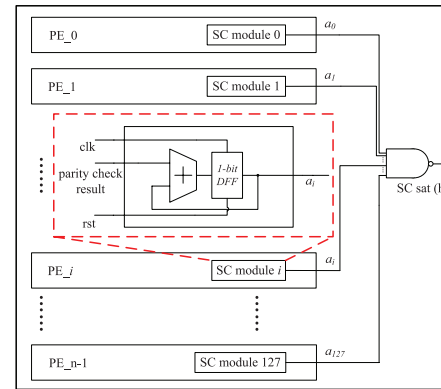 PE_0
SC module 0
a0
PE_1
SC module 1
a1
clk
parity check
result
rst
+
1-bit
DFF
ai
SC sat (b
PE_i
SC module i
ai
PE_n-1
SC module 127
a127